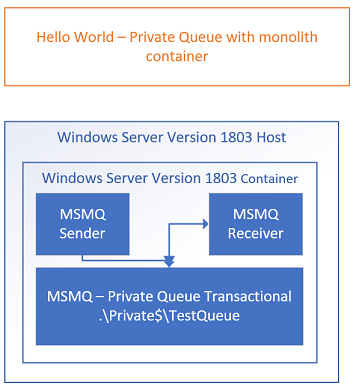 Hello World – Private Queue with monolith
container
Windows Server Version 1803 Host
Windows Server Version 1803 Container
MSMQ
Sender
MSMQ
Receiver
MSMQ – Private Queue Transactional
.\Private$\TestQueue